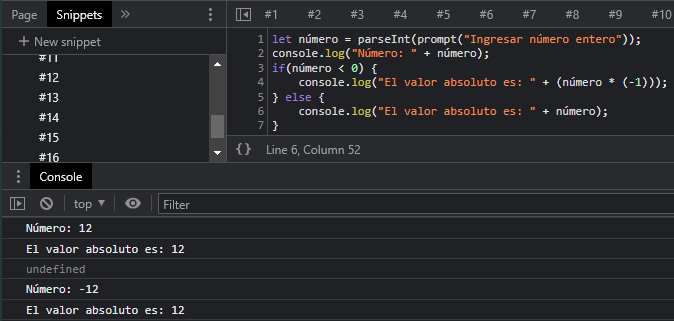 Page Snippets »
+ New snippet
#11
#12
#13
#14
#15
#16
#1 #2 #3 #4 #5 #6 #7 #8 #9 #10
1 let número = parseInt(prompt("Ingresar número entero"));
2 console.log("Número: " + número);
3 if(número < 0) {
4 console.log("El valor absoluto es: " + (número * (-1)));
5 } else {
6 console.log("El valor absoluto es: " + número);
7 }
{} Line 6, Column 52
Console
top ▼ Filter
Número: 12
El valor absoluto es: 12
undefined
Número: -12
El valor absoluto es: 12